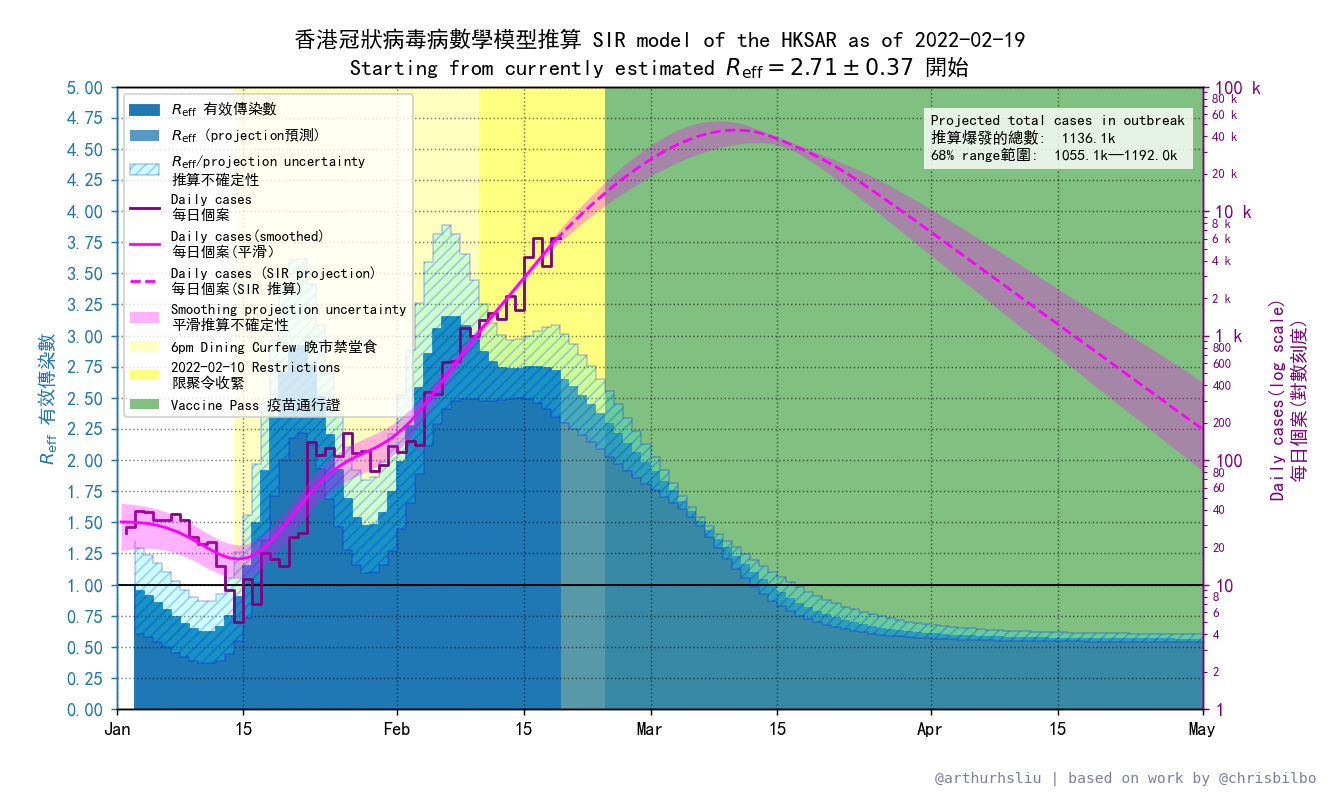 香港冠狀病毒病數學模型推算 SIR model of the HKSAR as of 2022-02-19
Starting from currently estimated R_eff = 2.71 ± 0.37 開始
R_eff 有效傳染數
R_eff (projection預測)
R_eff/projection uncertainty
推算不確定性
Daily cases
每日個案
Daily cases(smoothed)
每日個案(平滑)
Daily cases (SIR projection)
每日個案(SIR 推算)
Smoothing projection uncertainty
平滑推算不確定性
6pm Dining Curfew 晚市禁堂食
2022-02-10 Restrictions
限聚令收緊
Vaccine Pass 疫苗通行證
Projected total cases in outbreak
推算爆發的總數: 1136.1k
68% range範圍: 1055.1k—1192.0k
5.00
4.75
4.50
4.25
4.00
3.75
3.50
3.25
3.00
2.75
2.50
2.25
2.00
1.75
1.50
1.25
1.00
0.75
0.50
0.25
0.00
R_eff 有效傳染數
Jan
15
Feb
15
Mar
15
Apr
15
May
100 k
80 k
60 k
40 k
20 k
10 k
8 k
6 k
4 k
2 k
1 k
800
600
400
200
100
80
60
40
20
10
8
6
4
2
1
Daily cases(log scale)
每日個案(對數刻度)
@arthurhsliu | based on work by @chrisbilbo